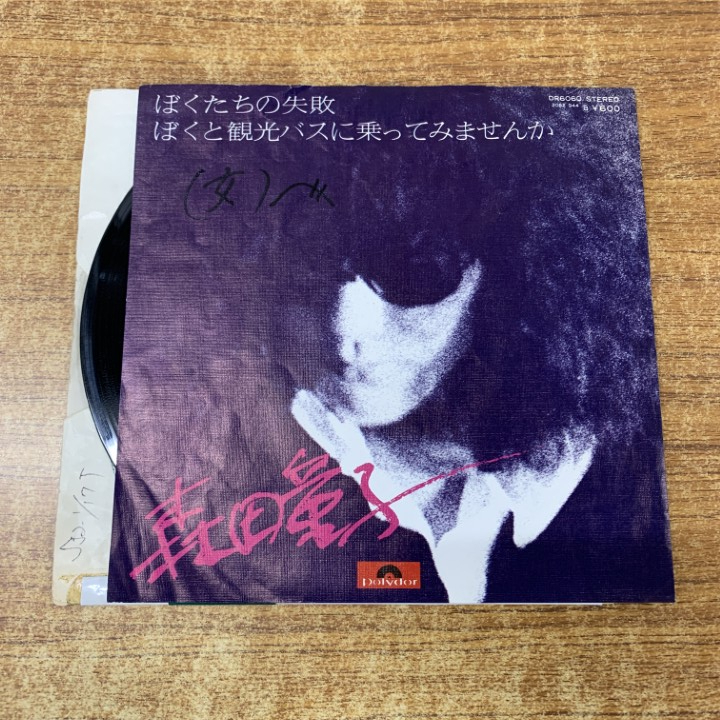 ぼくたちの失敗
ぼくと観光バスに乗ってみませんか
DR6060 STEREO
¥600
森田童子
polydor